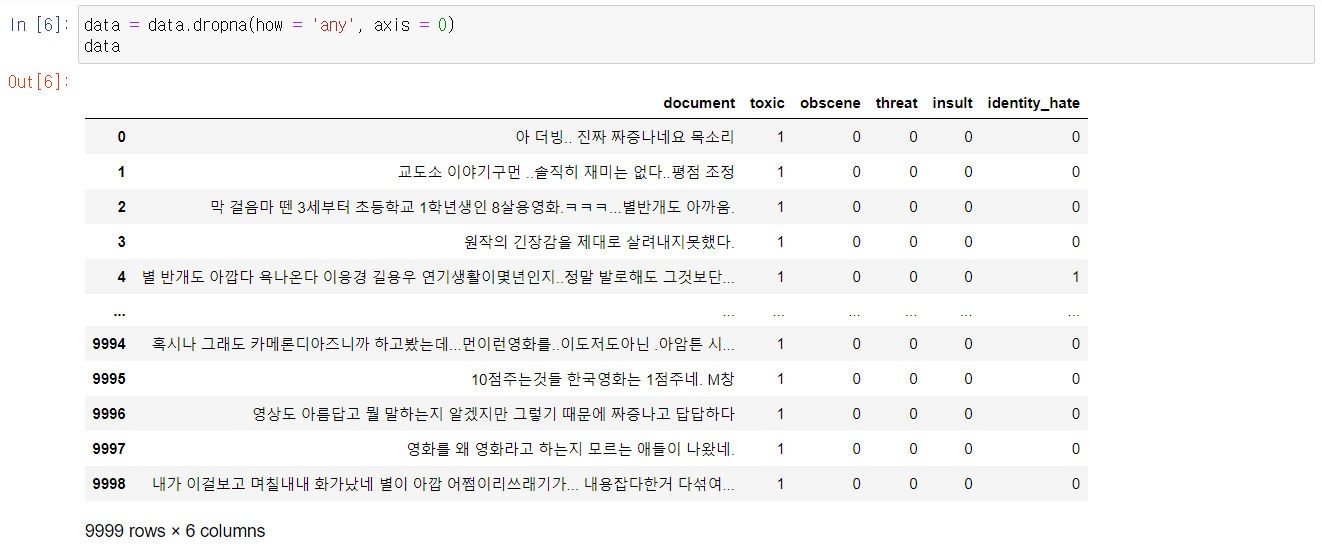 In [6]: data = data.dropna(how = 'any', axis = 0)
data
Out[6]:
document toxic obscene threat insult identity_hate
0 아 더빙.. 진짜 짜증나네요 목소리 1 0 0 0 0
1 교도소 이야기구먼 ..솔직히 재미는 없다..평점 조정 1 0 0 0 0
2 막 걸음마 뗀 3세부터 초등학교 1학년생인 8살용영화.ㅋㅋㅋ...별반개도 아까움. 1 0 0 0 0
3 원작의 긴장감을 제대로 살려내지못했다. 1 0 0 0 0
4 별 반개도 아깝다 욕나온다 이응경 길용우 연기생활이몇년인지..정말 발로해도 그것보단... 1 0 0 0 1
... ... ... ... ... ... ...
9994 혹시나 그래도 카메론디아즈니까 하고봤는데...먼이런영화를..이도저도아닌 .아암튼 시... 1 0 0 0 0
9995 10점주는것들 한국영화는 1점주네. M창 1 0 0 0 0
9996 영상도 아름답고 뭘 말하는지 알겠지만 그렇기 때문에 짜증나고 답답하다 1 0 0 0 0
9997 영화를 왜 영화라고 하는지 모르는 애들이 나왔네. 1 0 0 0 0
9998 내가 이걸보고 며칠내내 화가났네 별이 아깝 어쩜이리쓰래기가... 내용잡다한거 다섞여... 1 0 0 0 0
9999 rows × 6 columns